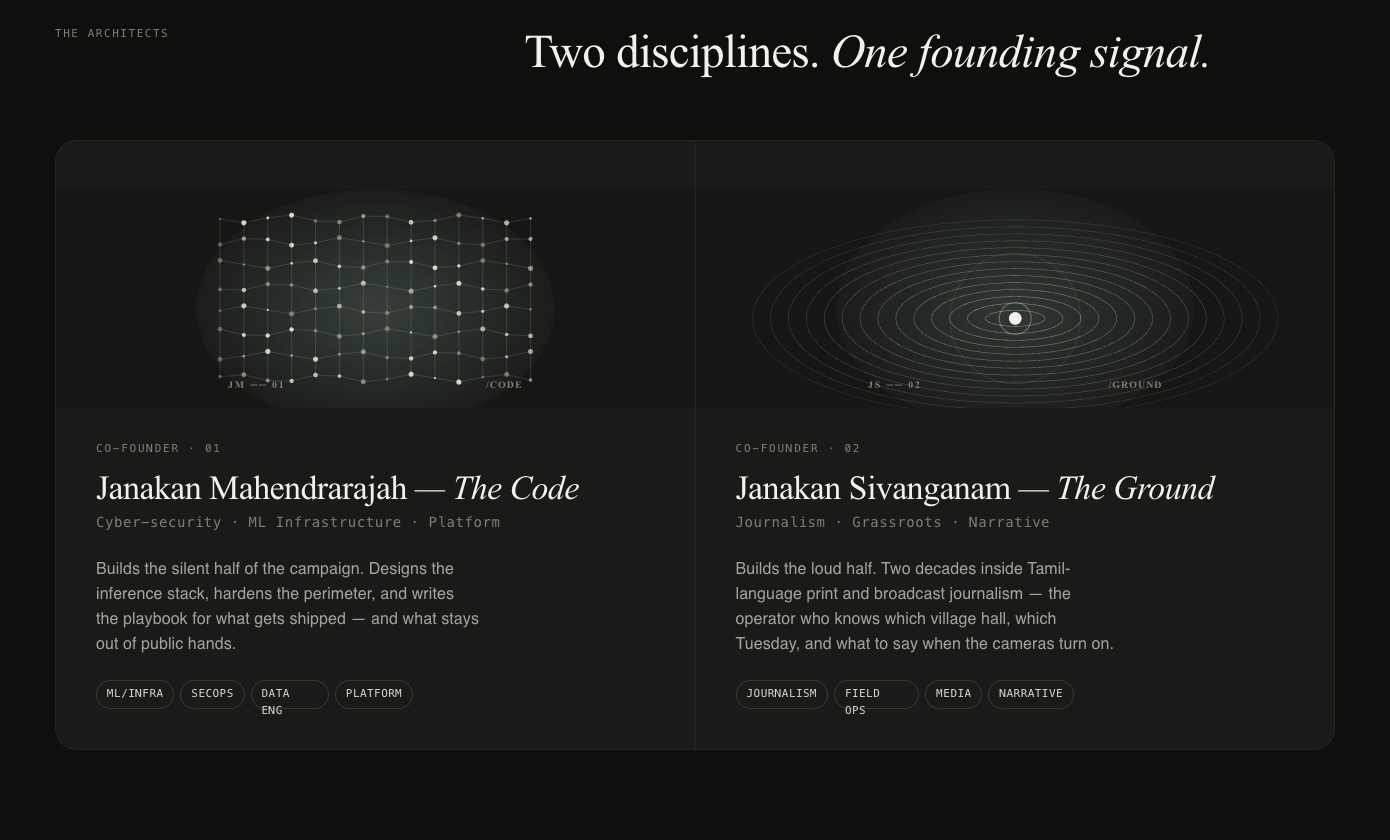 THE ARCHITECTS
Two disciplines. One founding signal.
JM —— 01
/CODE
CO—FOUNDER · 01
Janakan Mahendrarajah — The Code
Cyber—security · ML Infrastructure · Platform
Builds the silent half of the campaign. Designs the
inference stack, hardens the perimeter, and writes
the playbook for what gets shipped — and what stays
out of public hands.
ML/INFRA
SECOPS
DATA
ENG
PLATFORM
JS —— 02
/GROUND
CO—FOUNDER · 02
Janakan Sivanganam — The Ground
Journalism · Grassroots · Narrative
Builds the loud half. Two decades inside Tamil-
language print and broadcast journalism — the
operator who knows which village hall, which
Tuesday, and what to say when the cameras turn on.
JOURNALISM
FIELD
OPS
MEDIA
NARRATIVE